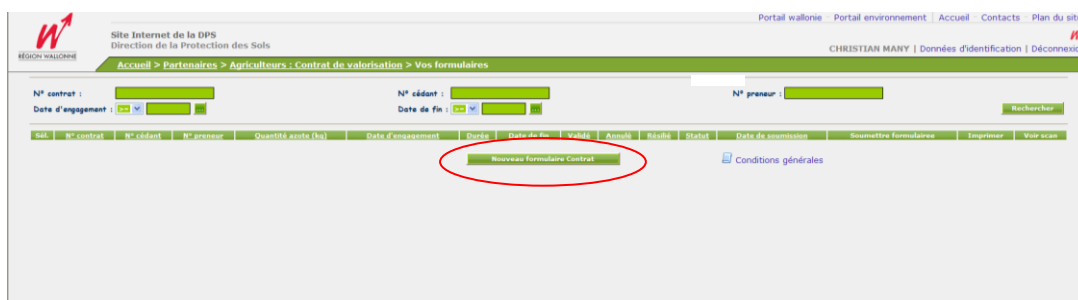 Portail wallonie - Portail environnement | Accueil - Contacts - Plan du site
Site Internet de la DPS
Direction de la Protection des Sols
RÉGION WALLONNE
CHRISTIAN MANY | Données d'identification | Déconnexio
Accueil > Partenaires > Agriculteurs : Contrat de valorisation > Vos formulaires
N° contrat : N° cédant : N° preneur :
Date d'engagement : >= Date de fin : >=
Rechercher
Sél. N° contrat N° cédant N° preneur Quantité azote (kg) Date d'engagement Durée Date de fin Validé Annulé Résilié Statut Date de soumission Soumettre formulaires Imprimer Voir scan
Nouveau formulaire Contrat Conditions générales